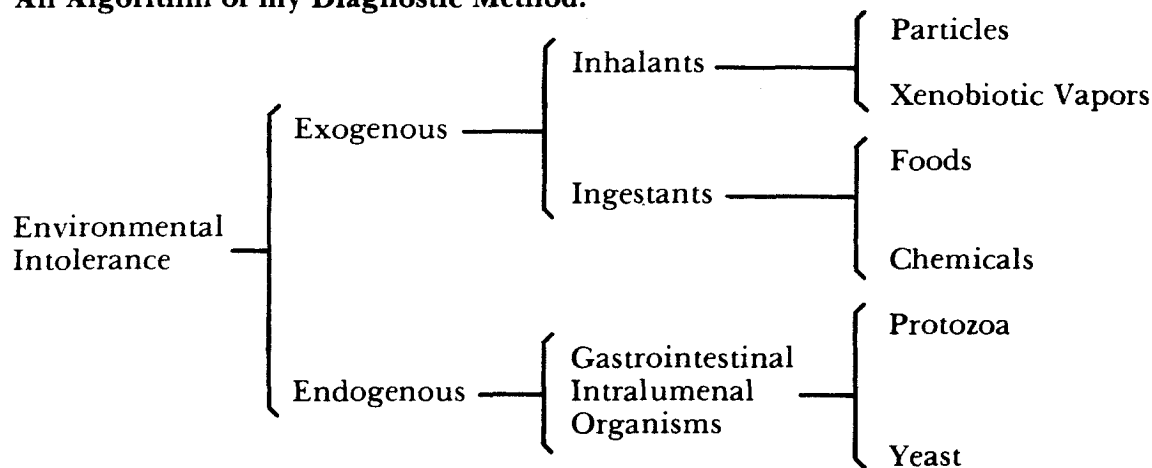 An Algorithm of my Diagnostic Method.
Particles
Inhalants
Xenobiotic Vapors
Exogenous
Foods
Ingestants
Environmental
Intolerance
Chemicals
Protozoa
Gastrointestinal
Endogenous
Intralumenal
Organisms
Yeast